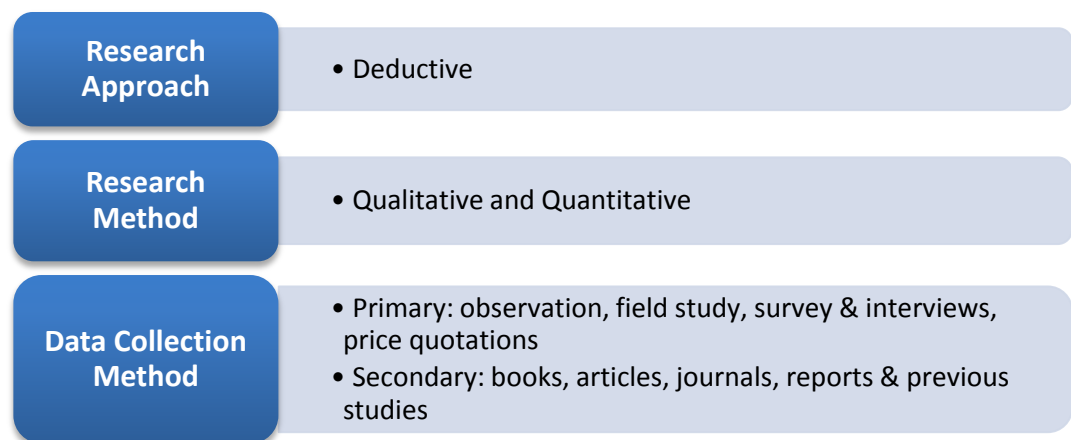 Research
Approach
• Deductive
Research
Method
• Qualitative and Quantitative
Data Collection
Method
• Primary: observation, field study, survey & interviews,
price quotations
• Secondary: books, articles, journals, reports & previous
studies